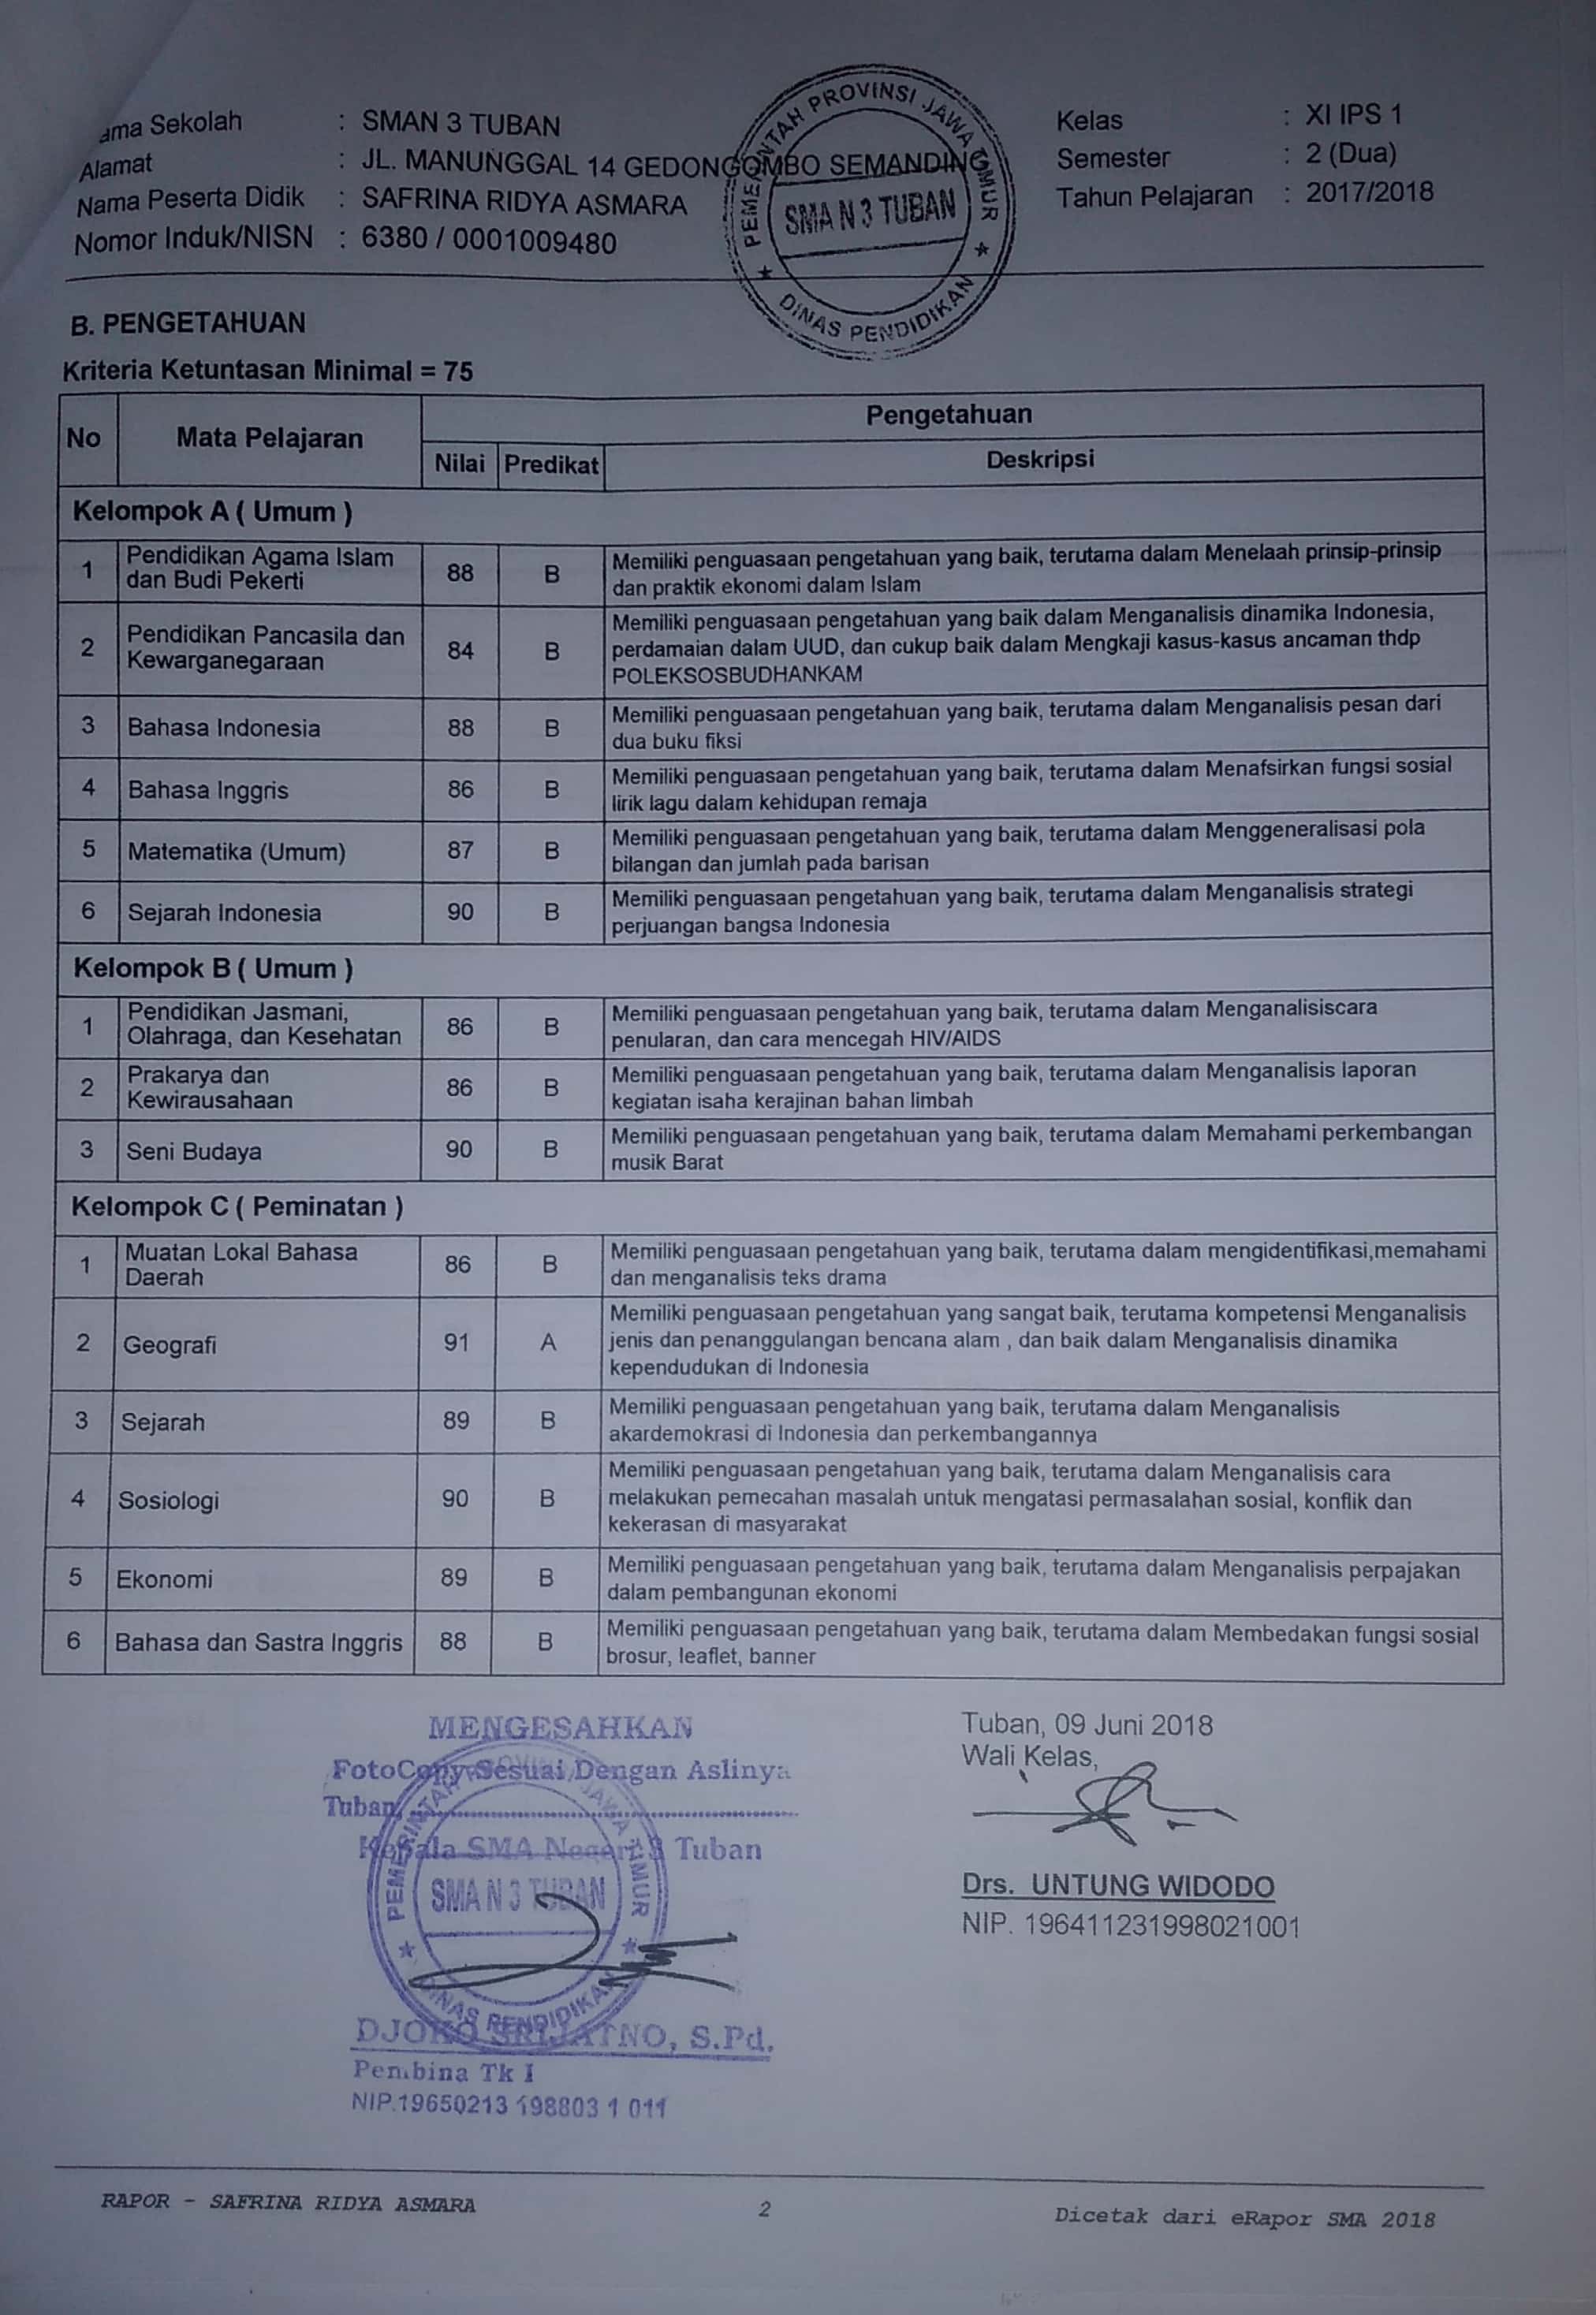 ama Sekolah : SMAN 3 TUBAN
Alamat : JL. MANUNGGAL 14 GEDONGOMBO SEMANDING
Nama Peserta Didik : SAFRINA RIDYA ASMARA
Nomor Induk/NISN : 6380 / 0001009480
Kelas : XI IPS 1
Semester : 2 (Dua)
Tahun Pelajaran : 2017/2018
PEMERINTAH PROVINSI JAWA TIMUR
SMA N 3 TUBAN
DINAS PENDIDIKAN
B. PENGETAHUAN
Kriteria Ketuntasan Minimal = 75
No Mata Pelajaran Pengetahuan
Nilai Predikat Deskripsi
Kelompok A ( Umum )
1 Pendidikan Agama Islam
dan Budi Pekerti
88 B Memiliki penguasaan pengetahuan yang baik, terutama dalam Menelaah prinsip-prinsip
dan praktik ekonomi dalam Islam
2 Pendidikan Pancasila dan
Kewarganegaraan
84 B Memiliki penguasaan pengetahuan yang baik dalam Menganalisis dinamika Indonesia,
perdamaian dalam UUD, dan cukup baik dalam Mengkaji kasus-kasus ancaman thdp
POLEKSOSBUDHANKAM
3 Bahasa Indonesia 88 B Memiliki penguasaan pengetahuan yang baik, terutama dalam Menganalisis pesan dari
dua buku fiksi
4 Bahasa Inggris 86 B Memiliki penguasaan pengetahuan yang baik, terutama dalam Menafsirkan fungsi sosial
lirik lagu dalam kehidupan remaja
5 Matematika (Umum) 87 B Memiliki penguasaan pengetahuan yang baik, terutama dalam Menggeneralisasi pola
bilangan dan jumlah pada barisan
6 Sejarah Indonesia 90 B Memiliki penguasaan pengetahuan yang baik, terutama dalam Menganalisis strategi
perjuangan bangsa Indonesia
Kelompok B ( Umum )
1 Pendidikan Jasmani,
Olahraga, dan Kesehatan
86 B Memiliki penguasaan pengetahuan yang baik, terutama dalam Menganalisiscara
penularan, dan cara mencegah HIV/AIDS
2 Prakarya dan
Kewirausahaan
86 B Memiliki penguasaan pengetahuan yang baik, terutama dalam Menganalisis laporan
kegiatan isaha kerajinan bahan limbah
3 Seni Budaya 90 B Memiliki penguasaan pengetahuan yang baik, terutama dalam Memahami perkembangan
musik Barat
Kelompok C ( Peminatan )
1 Muatan Lokal Bahasa
Daerah
86 B Memiliki penguasaan pengetahuan yang baik, terutama dalam mengidentifikasi,memahami
dan menganalisis teks drama
2 Geografi 91 A Memiliki penguasaan pengetahuan yang sangat baik, terutama kompetensi Menganalisis
jenis dan penanggulangan bencana alam , dan baik dalam Menganalisis dinamika
kependudukan di Indonesia
3 Sejarah 89 B Memiliki penguasaan pengetahuan yang baik, terutama dalam Menganalisis
akardemokrasi di Indonesia dan perkembangannya
4 Sosiologi 90 B Memiliki penguasaan pengetahuan yang baik, terutama dalam Menganalisis cara
melakukan pemecahan masalah untuk mengatasi permasalahan sosial, konflik dan
kekerasan di masyarakat
5 Ekonomi 89 B Memiliki penguasaan pengetahuan yang baik, terutama dalam Menganalisis perpajakan
dalam pembangunan ekonomi
6 Bahasa dan Sastra Inggris 88 B Memiliki penguasaan pengetahuan yang baik, terutama dalam Membedakan fungsi sosial
brosur, leaflet, banner
MENGESAHKAN
FotoCopy Sesuai Dengan Aslinya
Tuban, ..........
Kepala SMA Negeri 3 Tuban
PEMERINTAH PROVINSI JAWA TIMUR
SMA N 3 TUBAN
DINAS PENDIDIKAN
DJOKO SRIJATNO, S.Pd.
Pembina Tk I
NIP.19650213 198803 1 011
Tuban, 09 Juni 2018
Wali Kelas,
Drs. UNTUNG WIDODO
NIP. 196411231998021001
RAPOR - SAFRINA RIDYA ASMARA
2
Dicetak dari eRapor SMA 2018